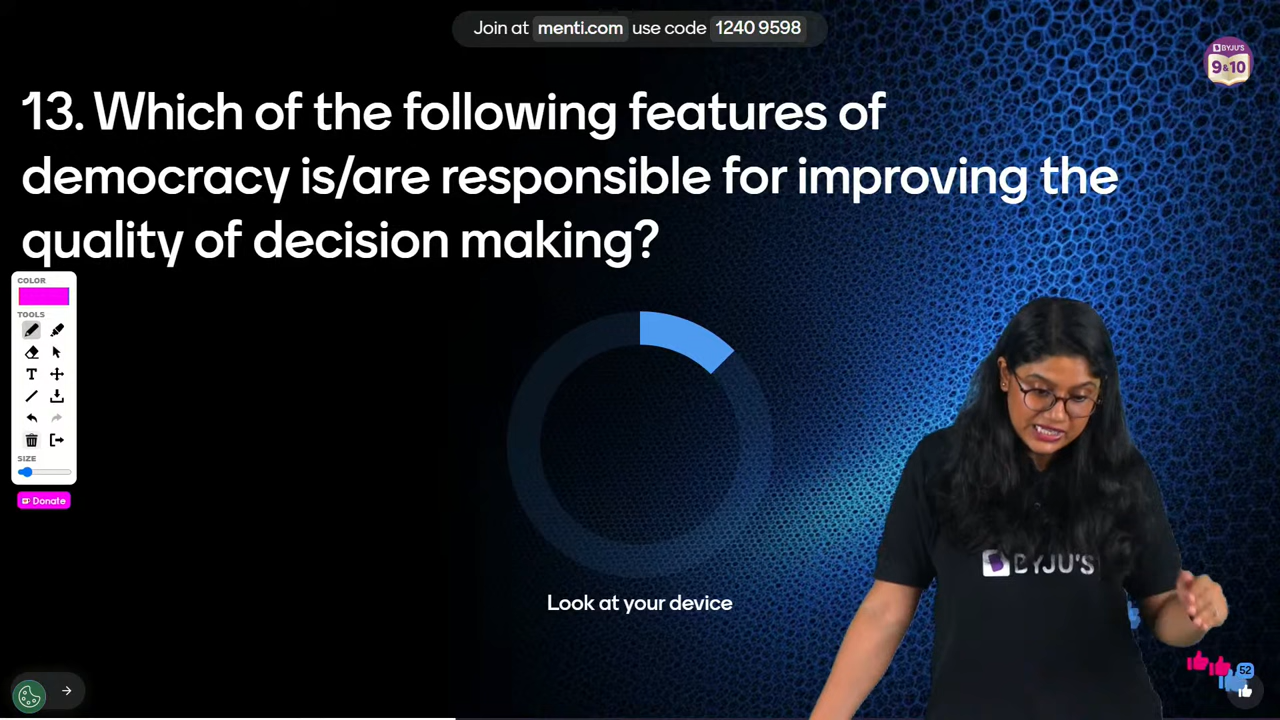 Join at menti.com use code 1240 9598
BYJU'S
9&10
13. Which of the following features of
democracy is/are responsible for improving the
quality of decision making?
COLOR
TOOLS
T
SIZE
Donate
Look at your device
BYJU'S
52